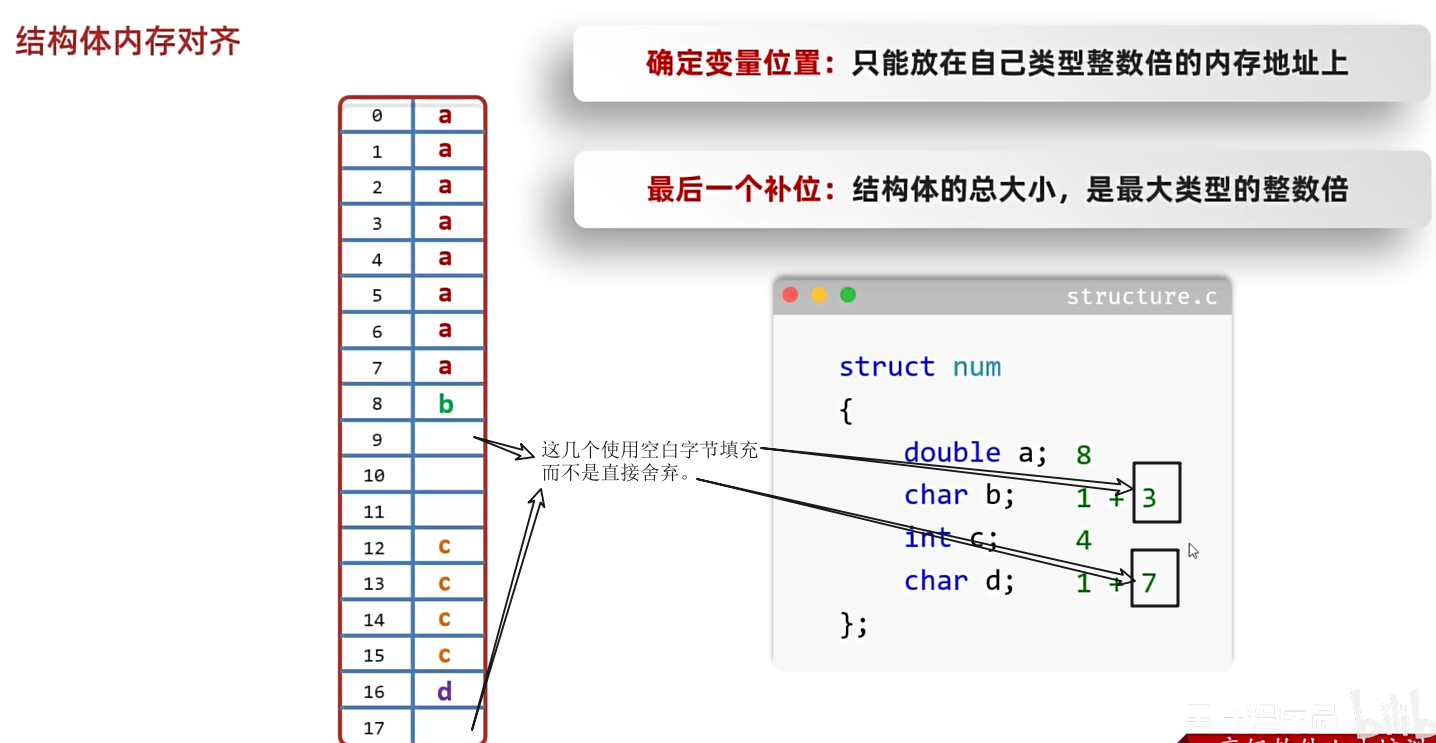 结构体内存对齐
确定变量位置：只能放在自己类型整数倍的内存地址上
最后一个补位：结构体的总大小，是最大类型的整数倍
0 a
1 a
2 a
3 a
4 a
5 a
6 a
7 a
8 b
9
10
11
12 c
13 c
14 c
15 c
16 d
17
这几个使用空白字节填充
而不是直接舍弃。
structure.c
struct num
{
double a; 8
char b; 1 + 3
int c; 4
char d; 1 + 7
};
bilibili